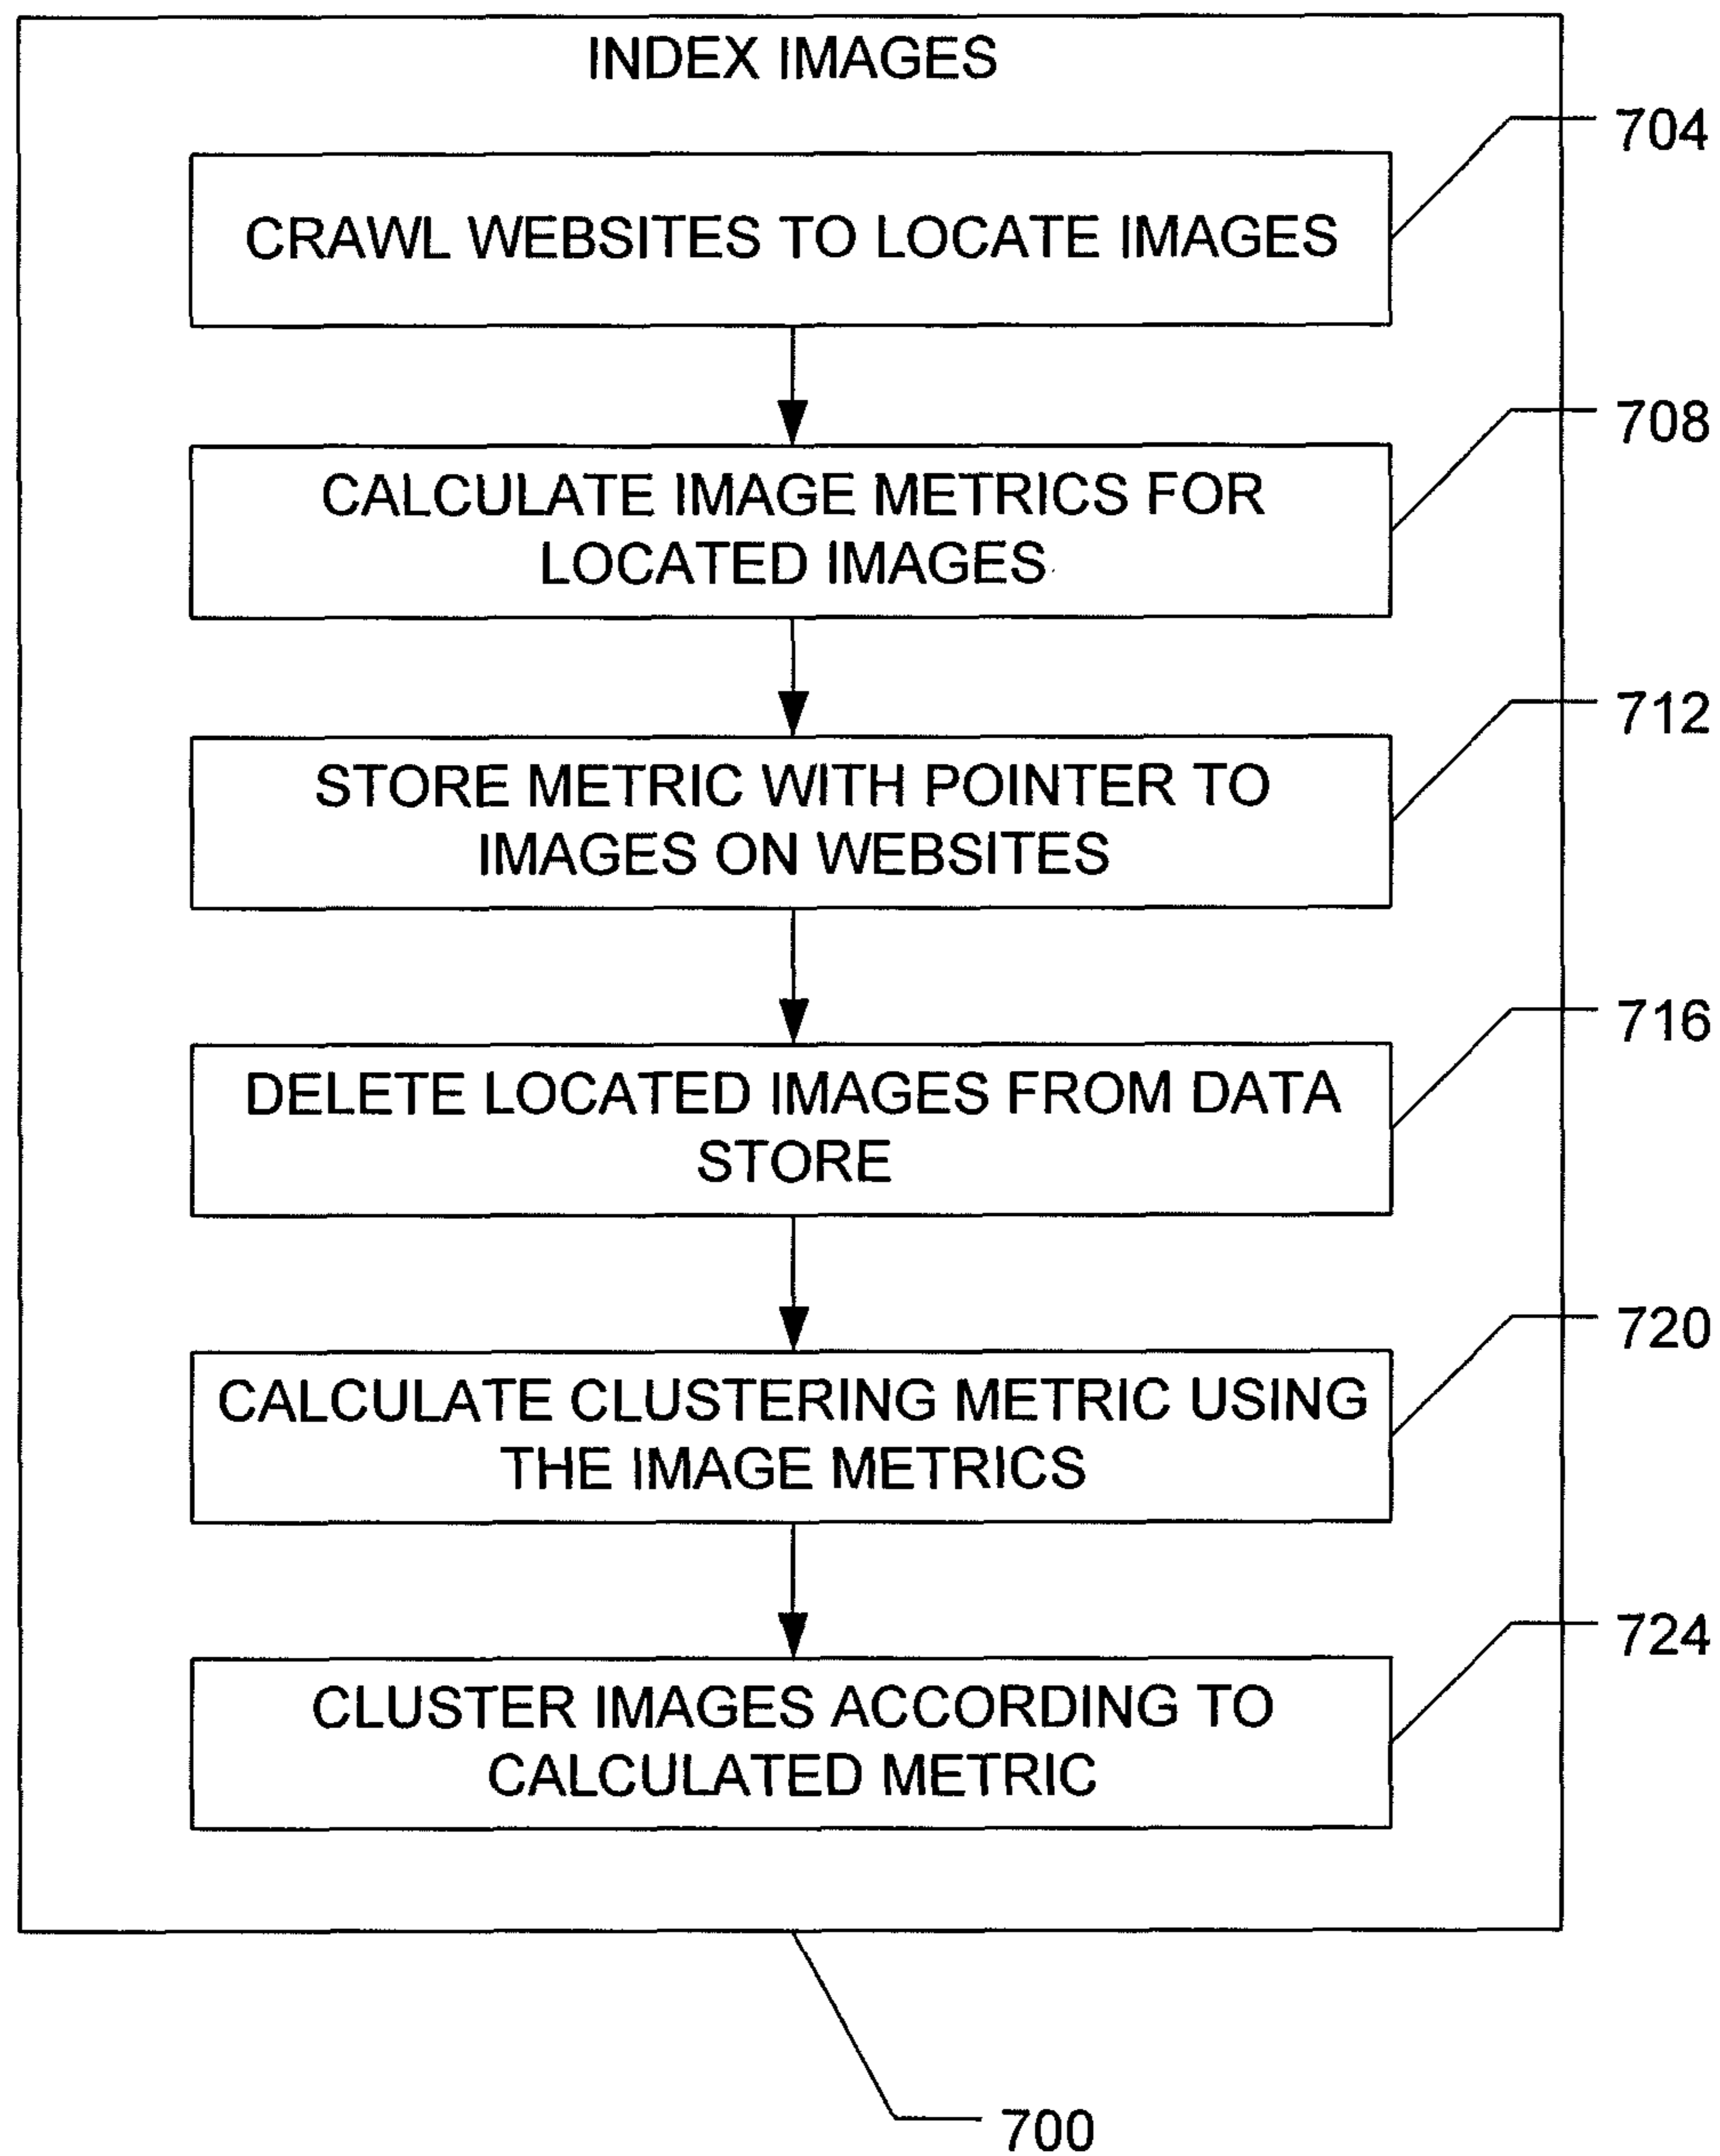 INDEX IMAGES
704
CRAWL WEBSITES TO LOCATE IMAGES
708
CALCULATE IMAGE METRICS FOR
LOCATED IMAGES
712
STORE METRIC WITH POINTER TO
IMAGES ON WEBSITES
716
DELETE LOCATED IMAGES FROM DATA
STORE
720
CALCULATE CLUSTERING METRIC USING
THE IMAGE METRICS
724
CLUSTER IMAGES ACCORDING TO
CALCULATED METRIC
700